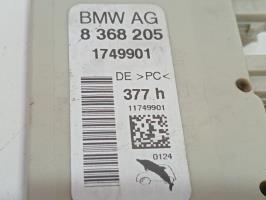 BMW AG
8 368 205
1749901
DE >PC<
377 h
11749901
0124